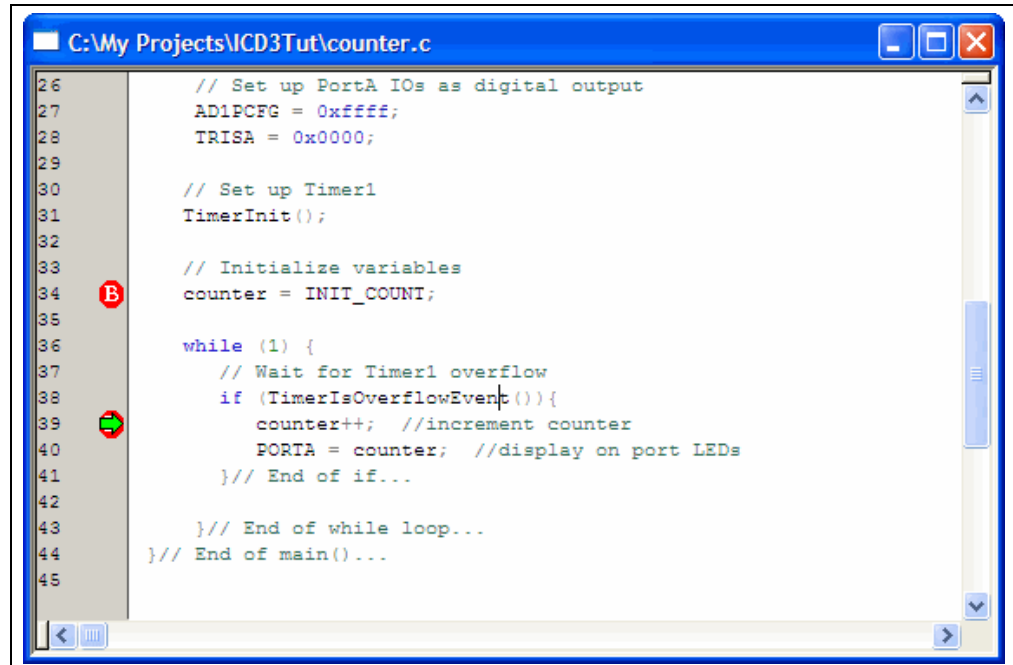 C:\My Projects\ICD3Tut\counter.c
26 // Set up PortA IOs as digital output
27 AD1PCFG = 0xffff;
28 TRISA = 0x0000;
29
30 // Set up Timer1
31 TimerInit();
32
33 // Initialize variables
34 B counter = INIT_COUNT;
35
36 while (1) {
37 // Wait for Timer1 overflow
38 if (TimerIsOverflowEvent()){
39 counter++; //increment counter
40 PORTA = counter; //display on port LEDs
41 }// End of if...
42
43 }// End of while loop...
44 }// End of main()...
45